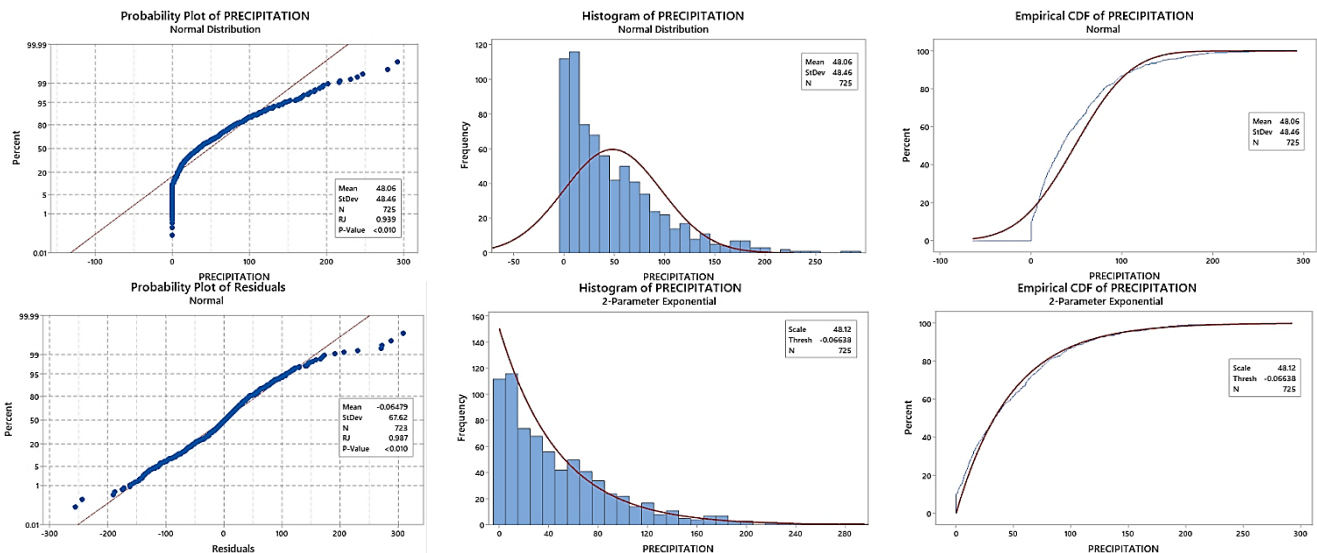 Probability Plot of PRECIPITATION
Normal Distribution
99.99
99
95
80
50
20
5
1
0.01
Percent
-100
0
100
200
300
PRECIPITATION
Mean 48.06
StDev 48.46
N 725
RJ 0.939
P-Value <0.010
Histogram of PRECIPITATION
Normal Distribution
120
100
80
60
40
20
0
Frequency
-50
0
50
100
150
200
250
PRECIPITATION
Mean 48.06
StDev 48.46
N 725
Empirical CDF of PRECIPITATION
Normal
100
80
60
40
20
0
Percent
-100
0
100
200
300
PRECIPITATION
Mean 48.06
StDev 48.46
N 725
Probability Plot of Residuals
Normal
99.99
99
95
80
50
20
5
1
0.01
Percent
-300
-200
-100
0
100
200
300
Residuals
Mean -0.06479
StDev 67.62
N 723
RJ 0.987
P-Value <0.010
Histogram of PRECIPITATION
2-Parameter Exponential
160
140
120
100
80
60
40
20
0
Frequency
0
40
80
120
160
200
240
280
PRECIPITATION
Scale 48.12
Thresh -0.06638
N 725
Empirical CDF of PRECIPITATION
2-Parameter Exponential
100
80
60
40
20
0
Percent
0
50
100
150
200
250
300
PRECIPITATION
Scale 48.12
Thresh -0.06638
N 725